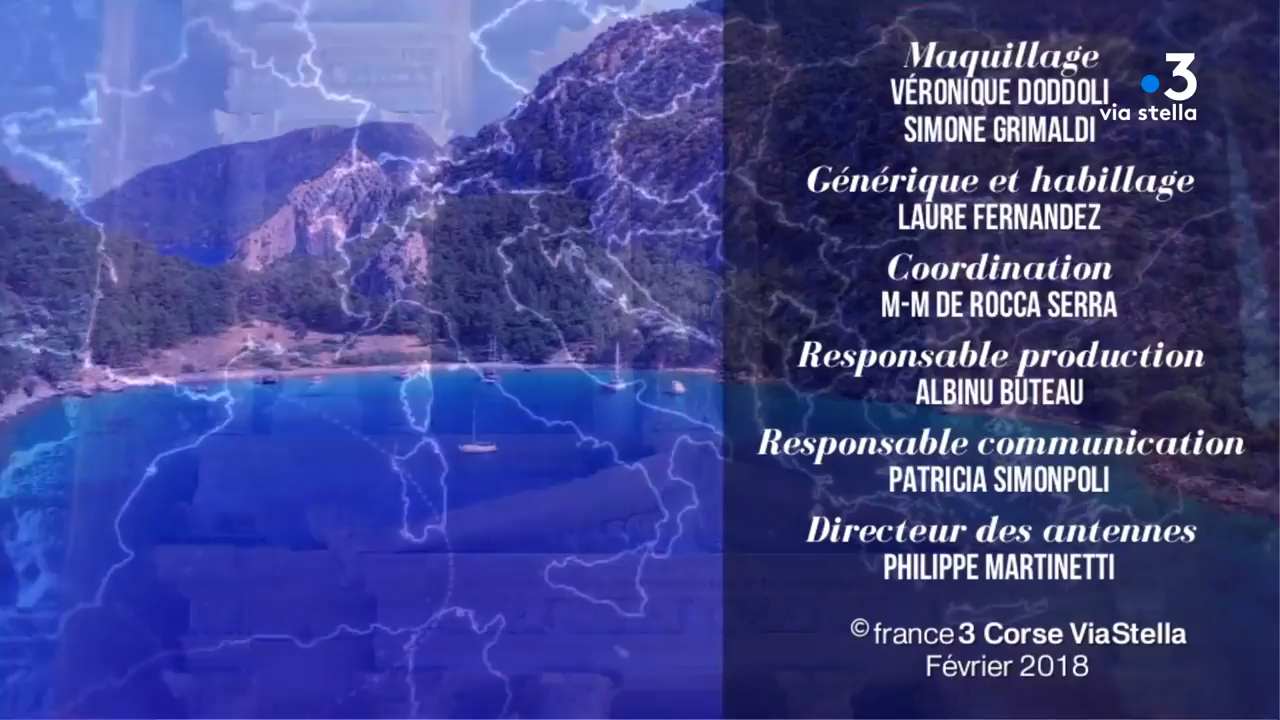 Maquillage
VÉRONIQUE DODDOLI
SIMONE GRIMALDI
3
via stella
Générique et habillage
LAURE FERNANDEZ
Coordination
M-M DE ROCCA SERRA
Responsable production
ALBINU BUTEAU
Responsable communication
PATRICIA SIMONPOLI
Directeur des antennes
PHILIPPE MARTINETTI
© france 3 Corse ViaStella
Février 2018